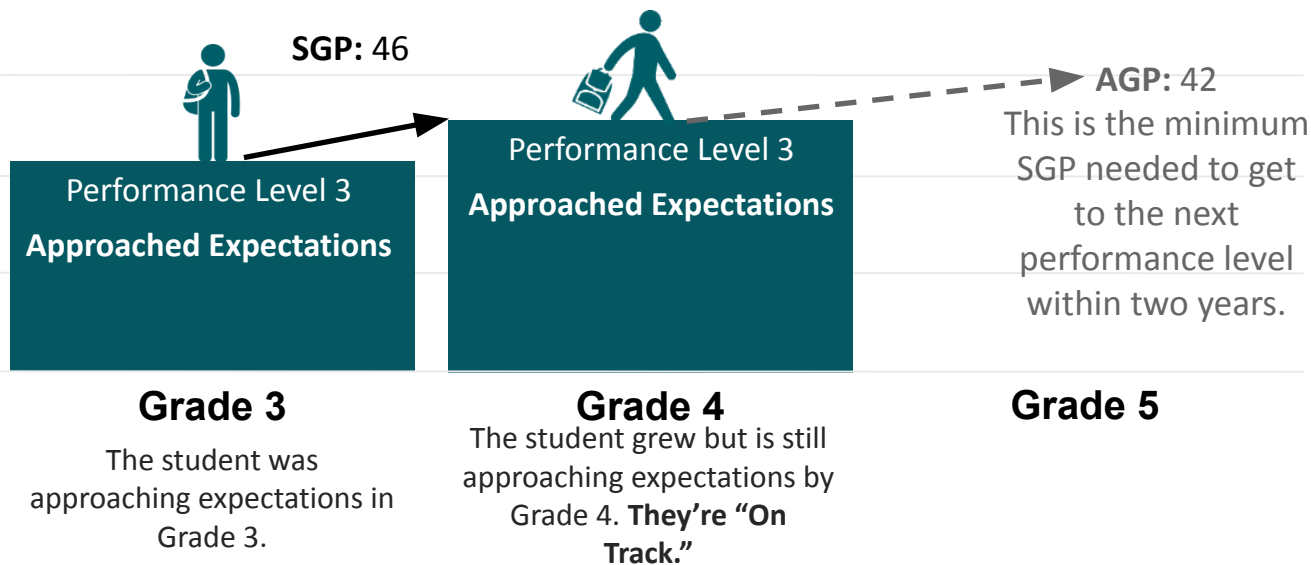 SGP: 46
Performance Level 3
Approached Expectations
Grade 3
The student was
approaching expectations in
Grade 3.
Performance Level 3
Approached Expectations
Grade 4
The student grew but is still
approaching expectations by
Grade 4. They’re “On
Track.”
AGP: 42
This is the minimum
SGP needed to get
to the next
performance level
within two years.
Grade 5